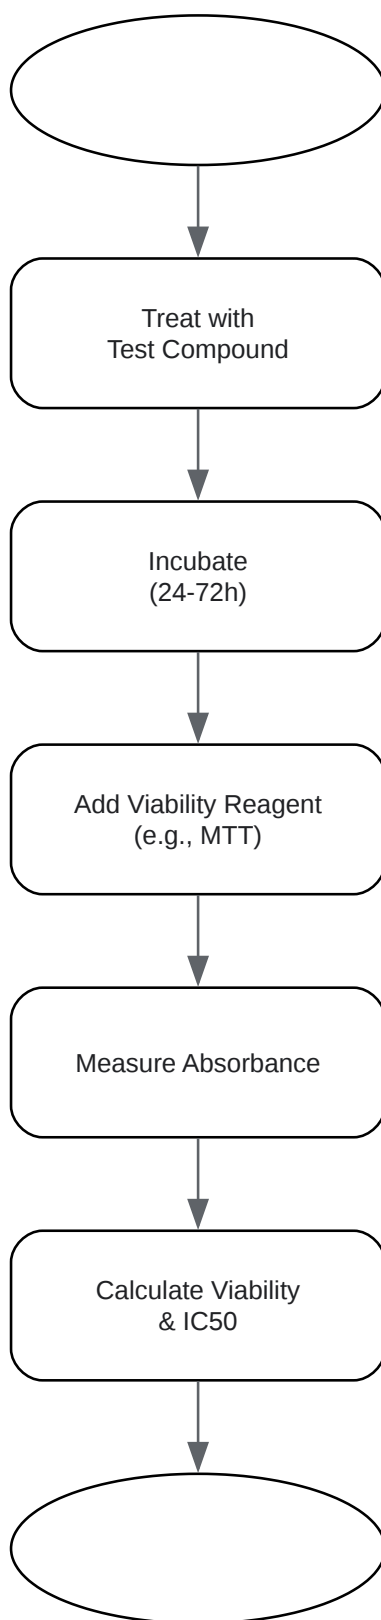 Treat with
Test Compound
Incubate
(24-72h)
Add Viability Reagent
(e.g., MTT)
Measure Absorbance
Calculate Viability
& IC50